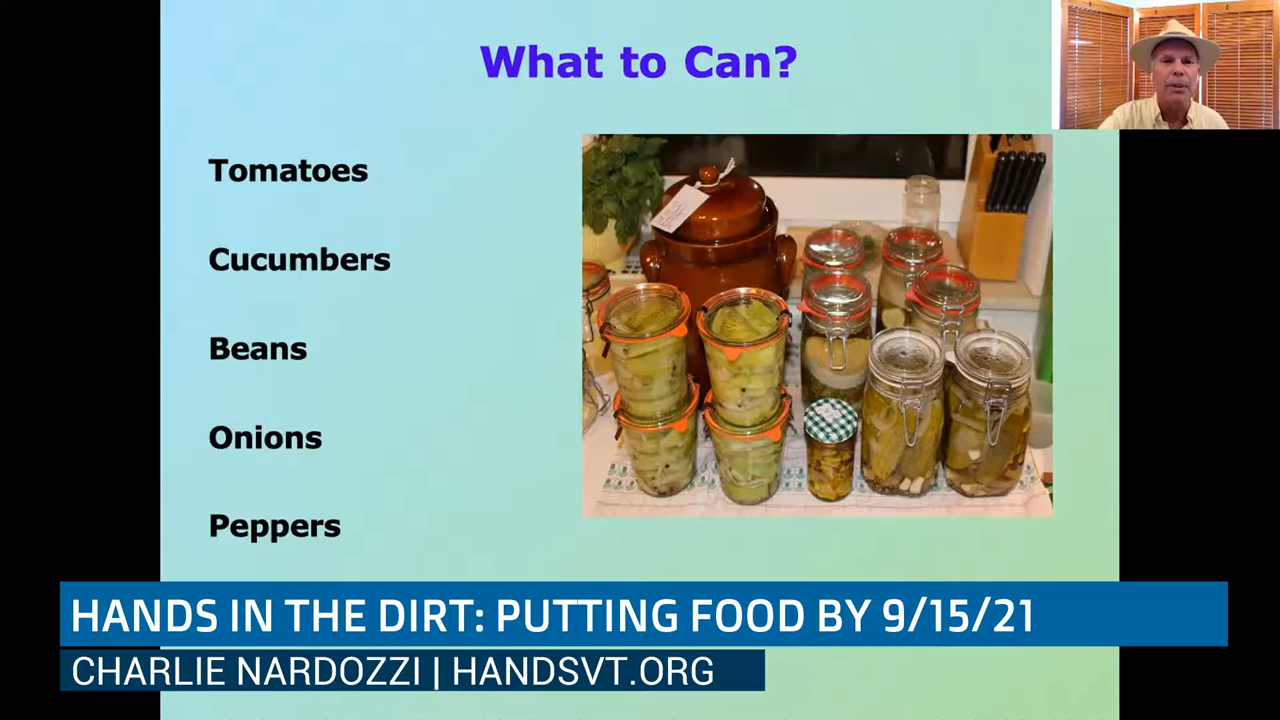 What to Can?
Tomatoes
Cucumbers
Beans
Onions
Peppers
HANDS IN THE DIRT: PUTTING FOOD BY 9/15/21
CHARLIE NARDOZZI | HANDSVT.ORG